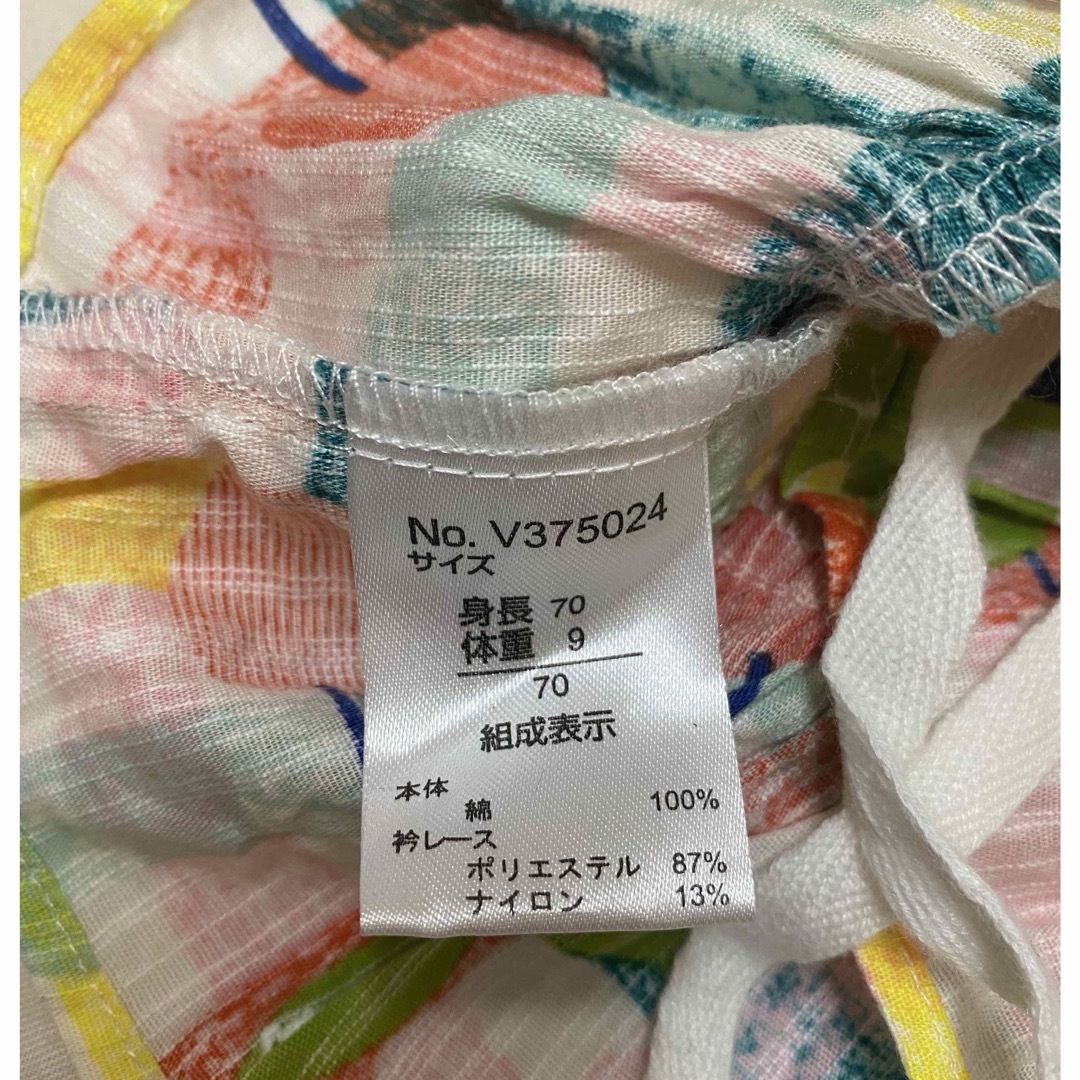 No. V375024
サイズ
身長 70
体重 9
70
組成表示
本体
綿 100%
衿レース
ポリエステル 87%
ナイロン 13%